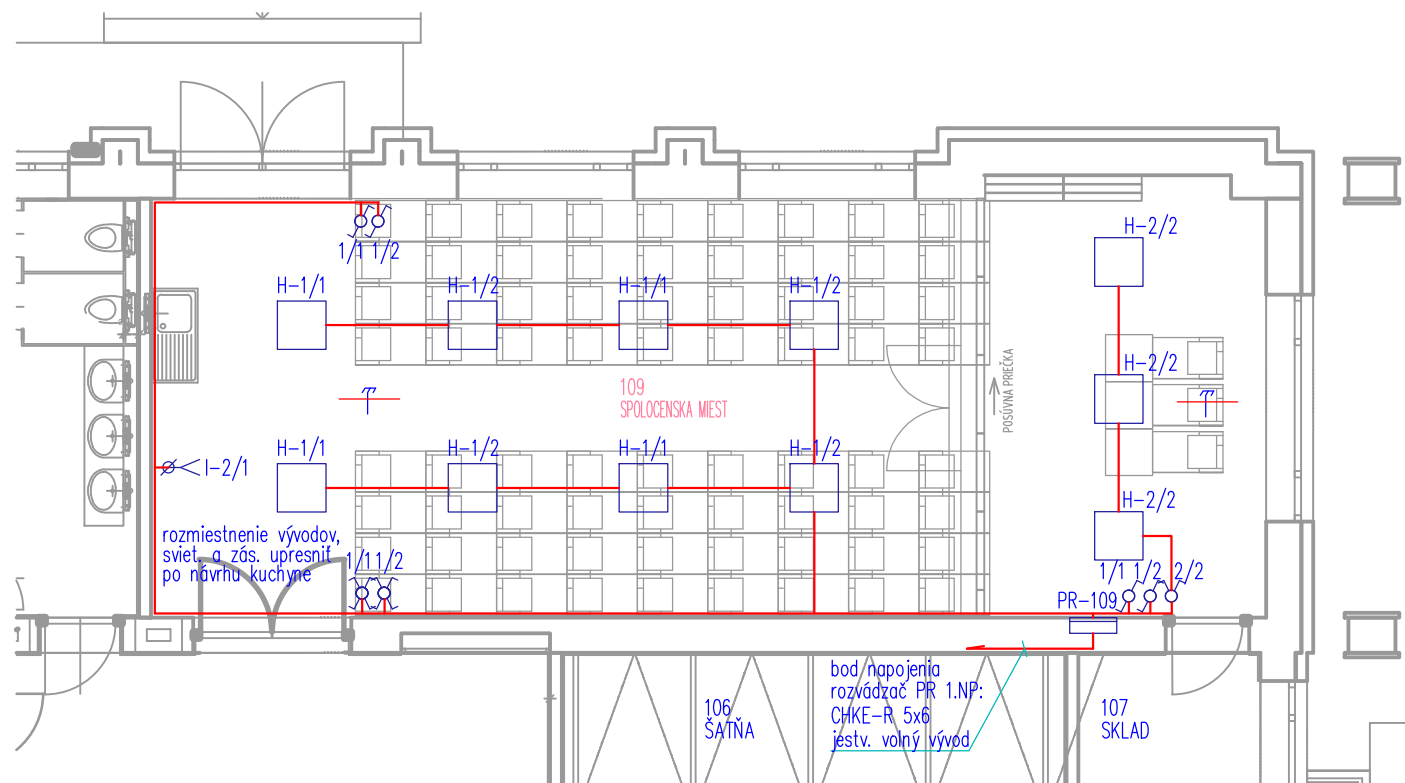 H-2/2
1/1 1/2
H-1/1
H-1/2
H-1/1
H-1/2
H-2/2
POSÚVNA PRIEČKA
109
SPOLOCENSKA MIEST
H-1/1
H-1/2
H-1/1
H-1/2
I-2/1
H-2/2
rozmiestnenie vývodov,
sviet. a zás. upresniť
po návrhu kuchyne
1/1 1/2
1/1 1/2 2/2
PR-109
bod napojenia
rozvádzač PR 1.NP:
CHKE-R 5x6
jestv. volný vývod
106
ŠATŇA
107
SKLAD